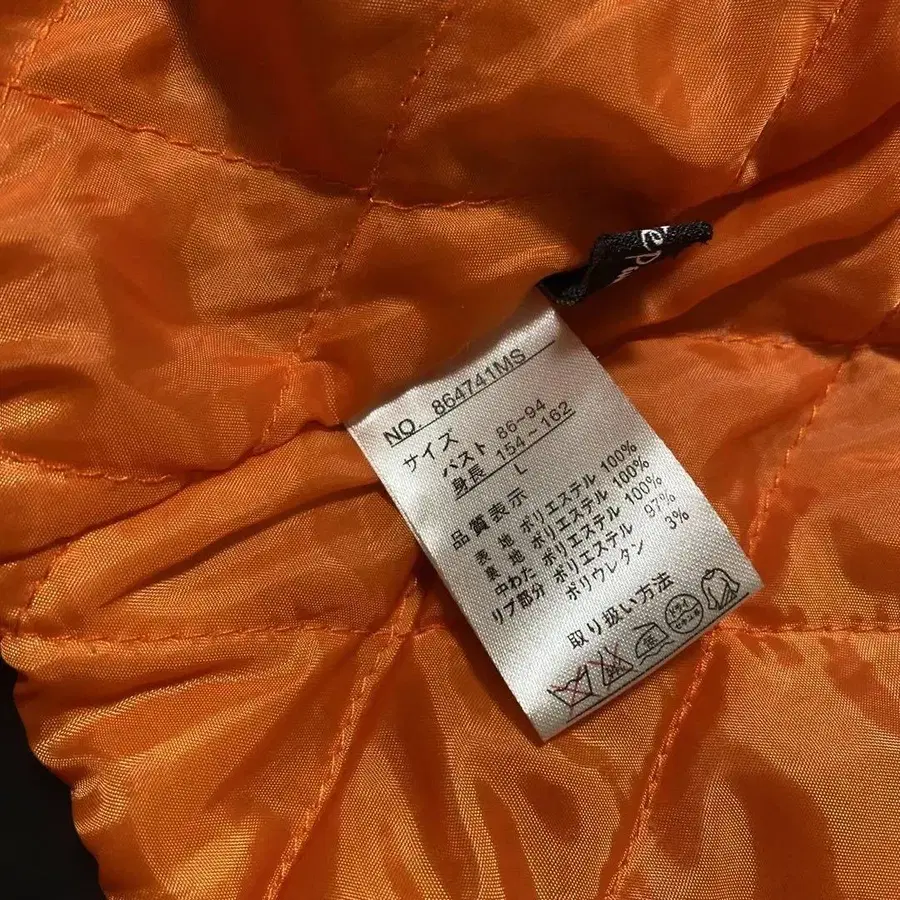 NO. 864741MS
サイズ
バスト 86-94
身長 154-162
L
品質表示
表地 ポリエステル 100%
裏地 ポリエステル 100%
中わた ポリエステル 100%
リブ部分 ポリエステル 97%
ポリウレタン 3%
取り扱い方法